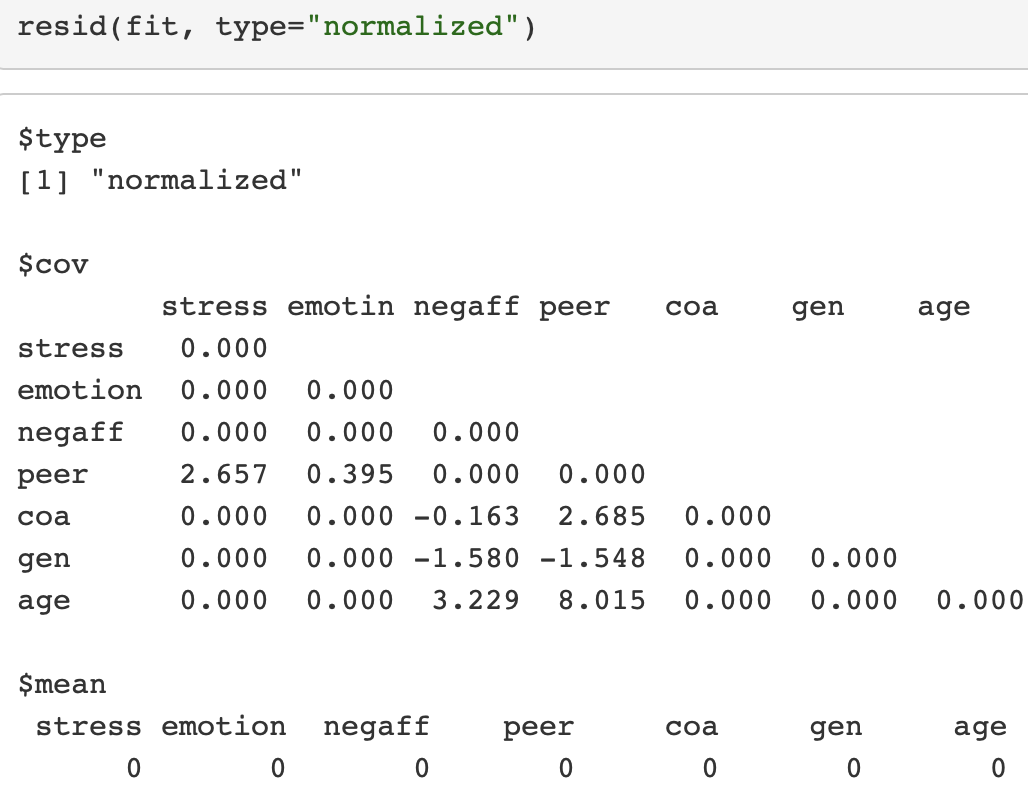 resid(fit, type="normalized")
$type
[1] "normalized"
$cov
stress emotin negaff peer coa gen age
stress 0.000
emotion 0.000 0.000
negaff 0.000 0.000 0.000
peer 2.657 0.395 0.000 0.000
coa 0.000 0.000 -0.163 2.685 0.000
gen 0.000 0.000 -1.580 -1.548 0.000 0.000
age 0.000 0.000 3.229 8.015 0.000 0.000 0.000
$mean
stress emotion negaff peer coa gen age
0 0 0 0 0 0 0